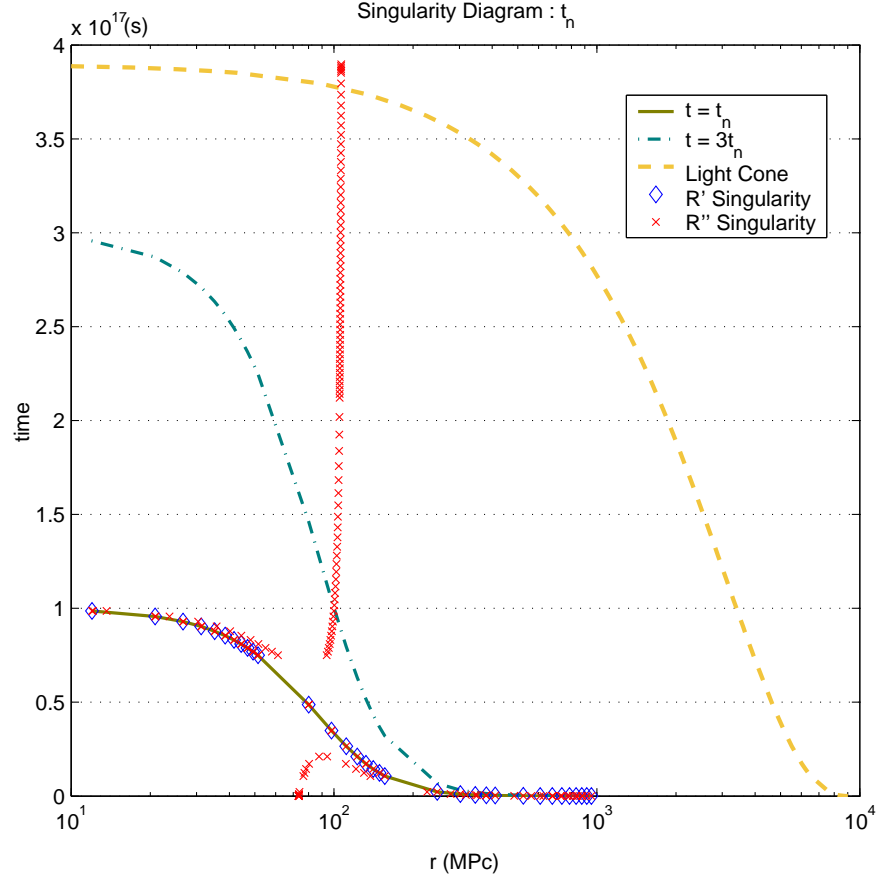 Singularity Diagram : t_n
x 10^17(s)
4
3.5
3
2.5
2
1.5
1
0.5
0
time
t = t_n
t = 3t_n
Light Cone
R' Singularity
R'' Singularity
10^1 10^2 10^3 10^4
r (MPc)